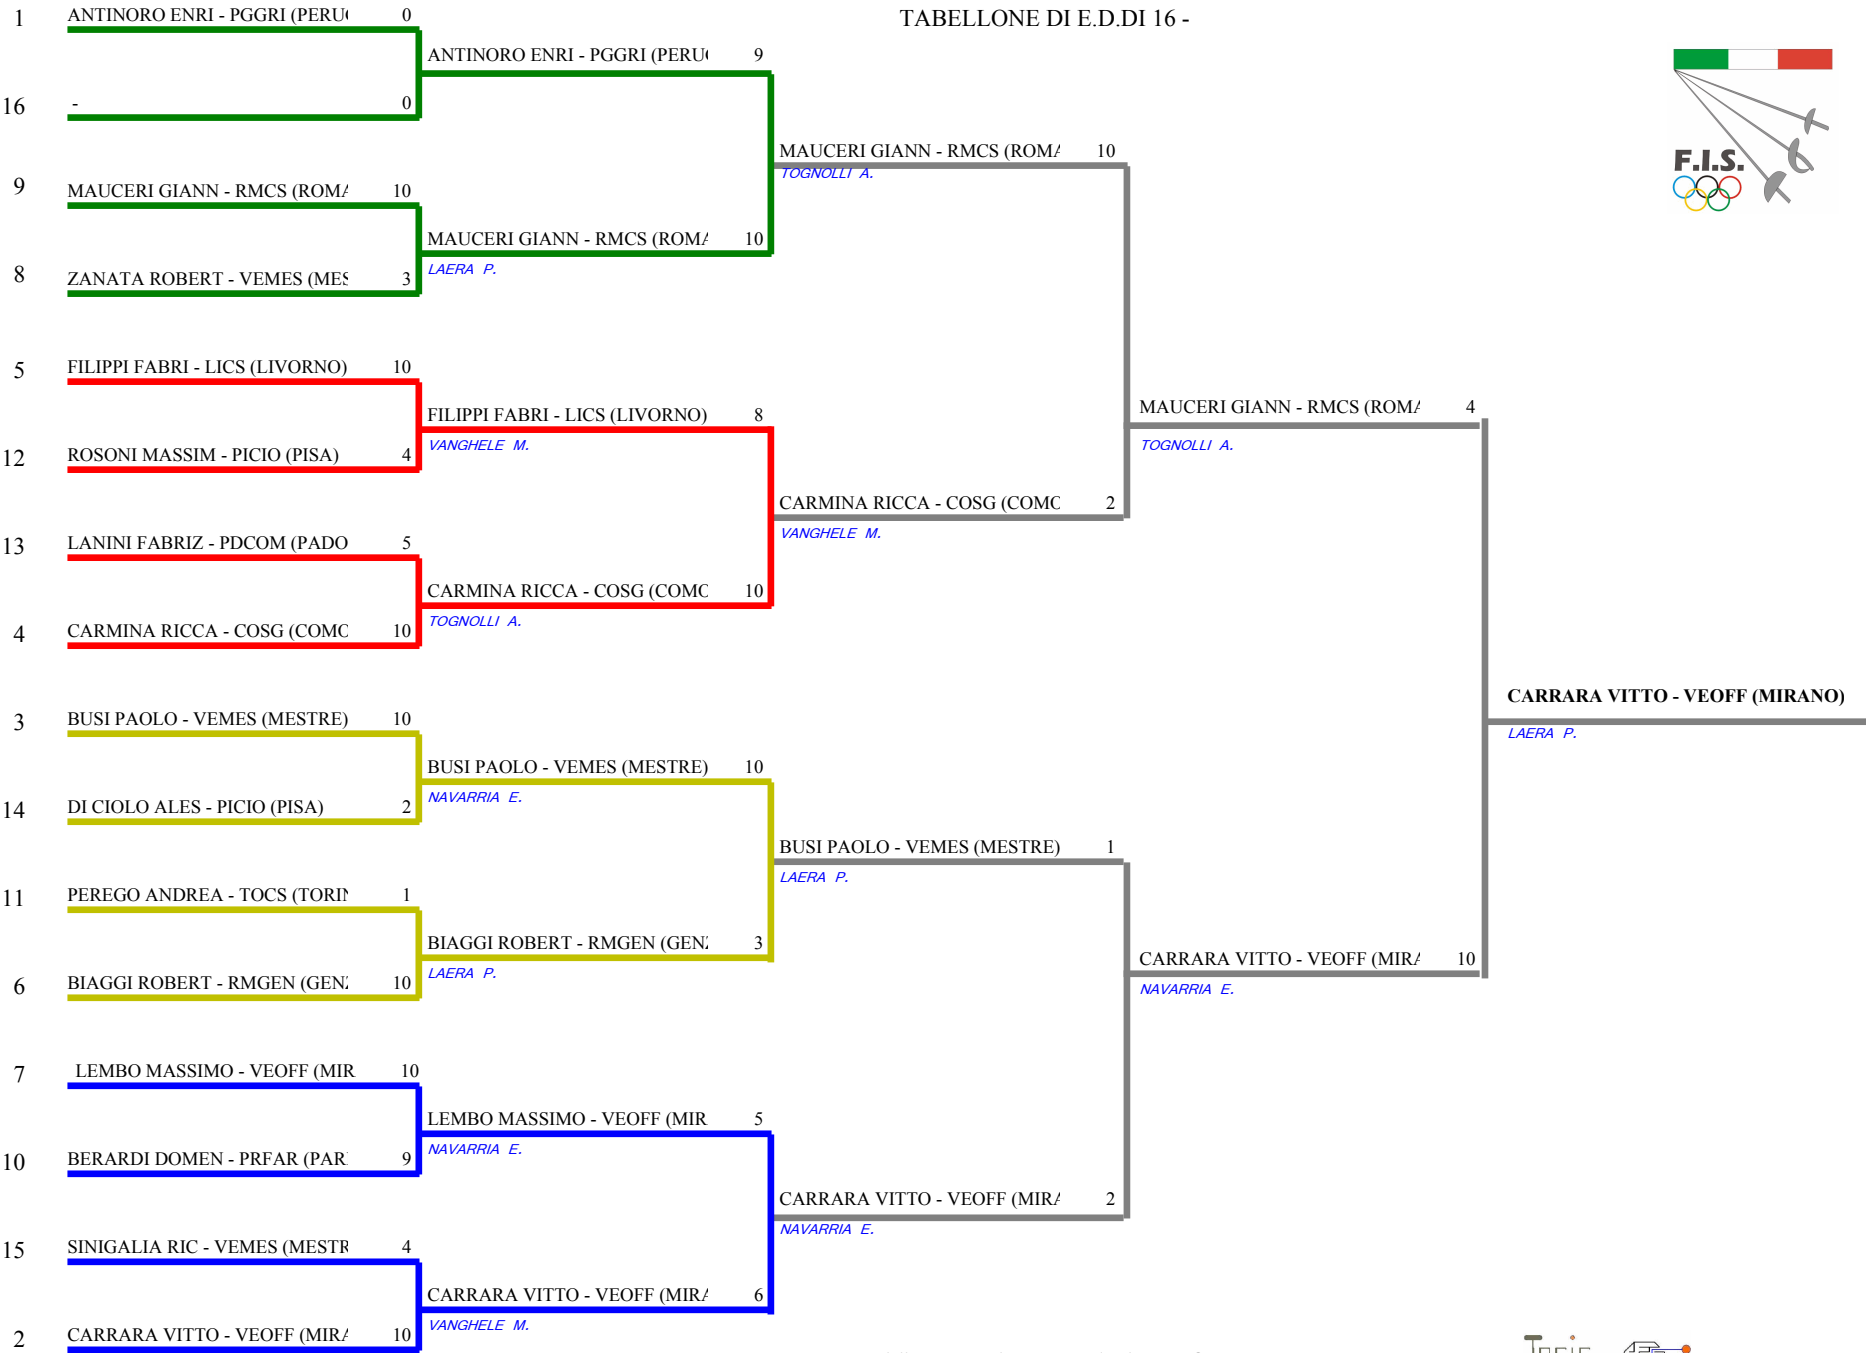 TABELLONE DI E.D.DI 16 -
1 ANTINORO ENRI - PGGRI (PERU 0
ANTINORO ENRI - PGGRI (PERU 9
16 - 0
MAUCERI GIANN - RMCS (ROMA 10
TOGNOLLI A.
F.I.S.
9 MAUCERI GIANN - RMCS (ROMA 10
MAUCERI GIANN - RMCS (ROMA 10
LAERA P.
8 ZANATA ROBERT - VEMES (MES 3
5 FILIPPI FABRI - LICS (LIVORNO) 10
FILIPPI FABRI - LICS (LIVORNO) 8
VANGHELE M.
MAUCERI GIANN - RMCS (ROMA 4
TOGNOLLI A.
12 ROSONI MASSIM - PICIO (PISA) 4
CARMINA RICCA - COSG (COMO 2
VANGHELE M.
13 LANINI FABRIZ - PDCOM (PADO 5
CARMINA RICCA - COSG (COMO 10
TOGNOLLI A.
4 CARMINA RICCA - COSG (COMO 10
CARRARA VITTO - VEOFF (MIRANO)
LAERA P.
3 BUSI PAOLO - VEMES (MESTRE) 10
BUSI PAOLO - VEMES (MESTRE) 10
NAVARRIA E.
14 DI CIOLO ALES - PICIO (PISA) 2
BUSI PAOLO - VEMES (MESTRE) 1
LAERA P.
11 PEREGO ANDREA - TOCS (TORIN 1
BIAGGI ROBERT - RMGEN (GENZ 3
LAERA P.
CARRARA VITTO - VEOFF (MIRA 10
NAVARRIA E.
6 BIAGGI ROBERT - RMGEN (GENZ 10
7 LEMBO MASSIMO - VEOFF (MIR 10
LEMBO MASSIMO - VEOFF (MIR 5
NAVARRIA E.
10 BERARDI DOMEN - PRFAR (PAR 9
CARRARA VITTO - VEOFF (MIRA 2
NAVARRIA E.
15 SINIGALIA RIC - VEMES (MESTR 4
CARRARA VITTO - VEOFF (MIRA 6
VANGHELE M.
2 CARRARA VITTO - VEOFF (MIRA 10